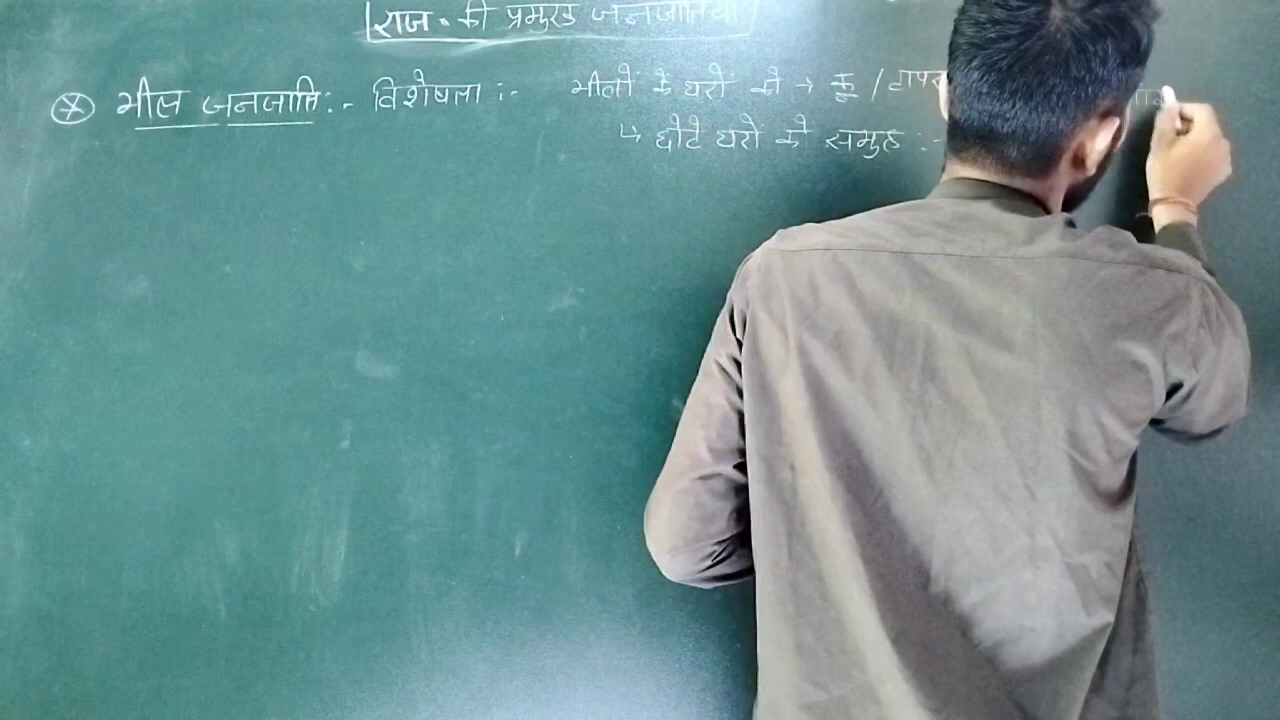 राज॰ की प्रमुख जनजातियां
भील जनजाति :- विशेषता :- भीलों के घरों को → कू / टापरा
↳ छोटे घरों को समुह :-